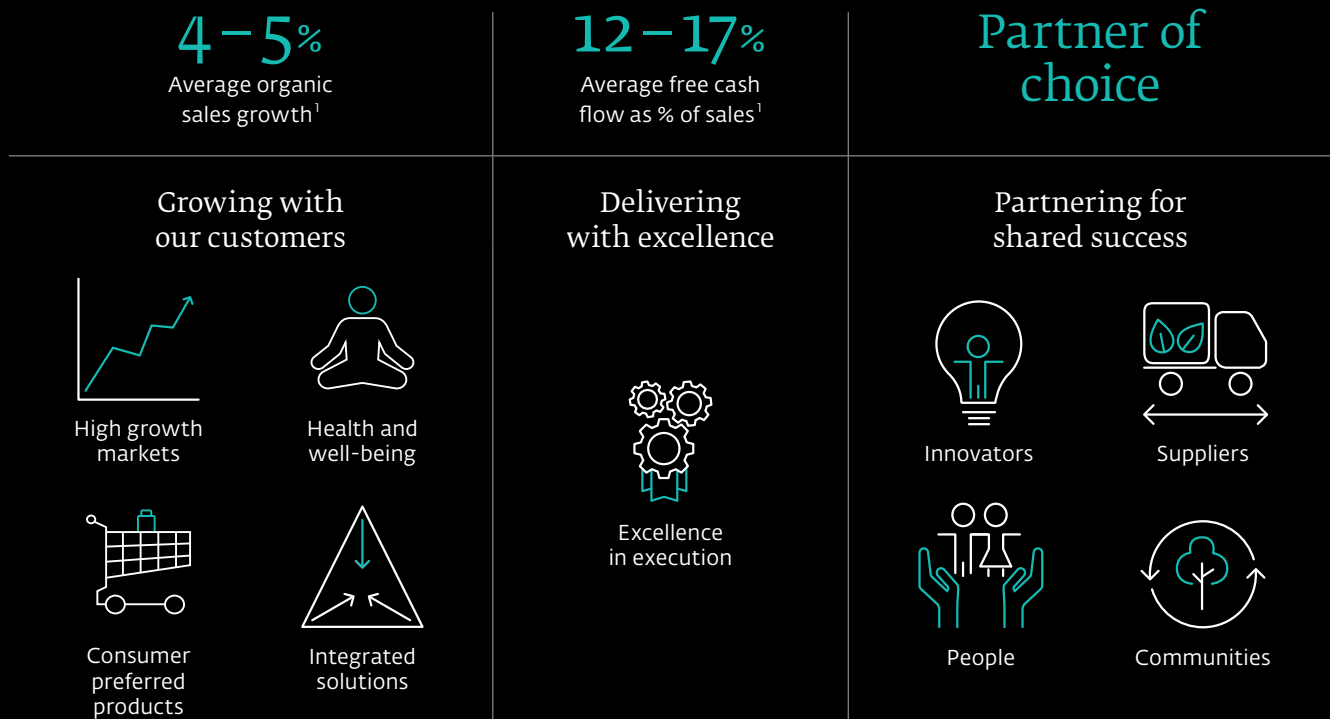 4–5%
Average organic
sales growth¹
12–17%
Average free cash
flow as % of sales¹
Partner of
choice
Growing with
our customers
High growth
markets
Health and
well-being
Consumer
preferred
products
Integrated
solutions
Delivering
with excellence
Excellence
in execution
Partnering for
shared success
Innovators
Suppliers
People
Communities